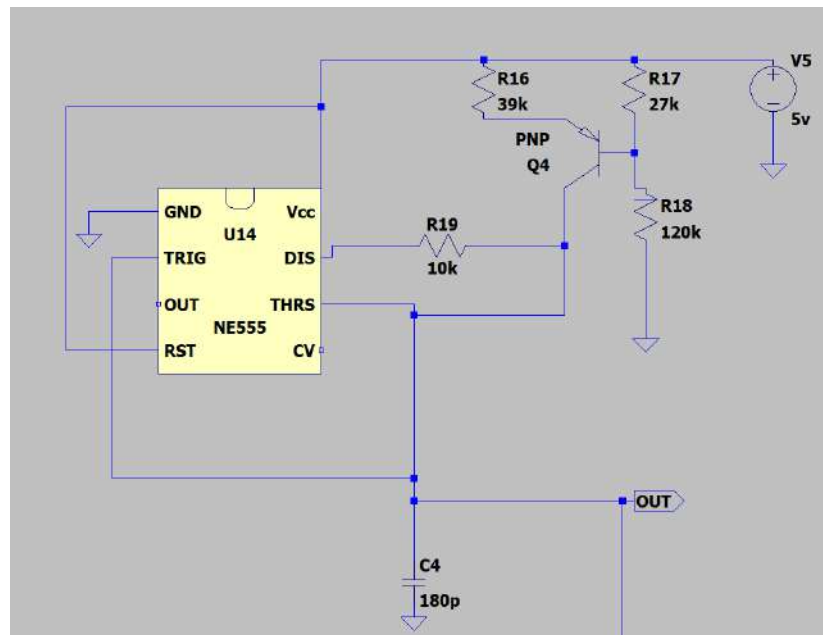 V5
R16
R17
39k
27k
5v
PNP
Q4
GND
Vcc
R18
U14
R19
120k
TRIG
DIS
10k
OUT
THRS
NE555
RST
CV
OUT
C4
180p